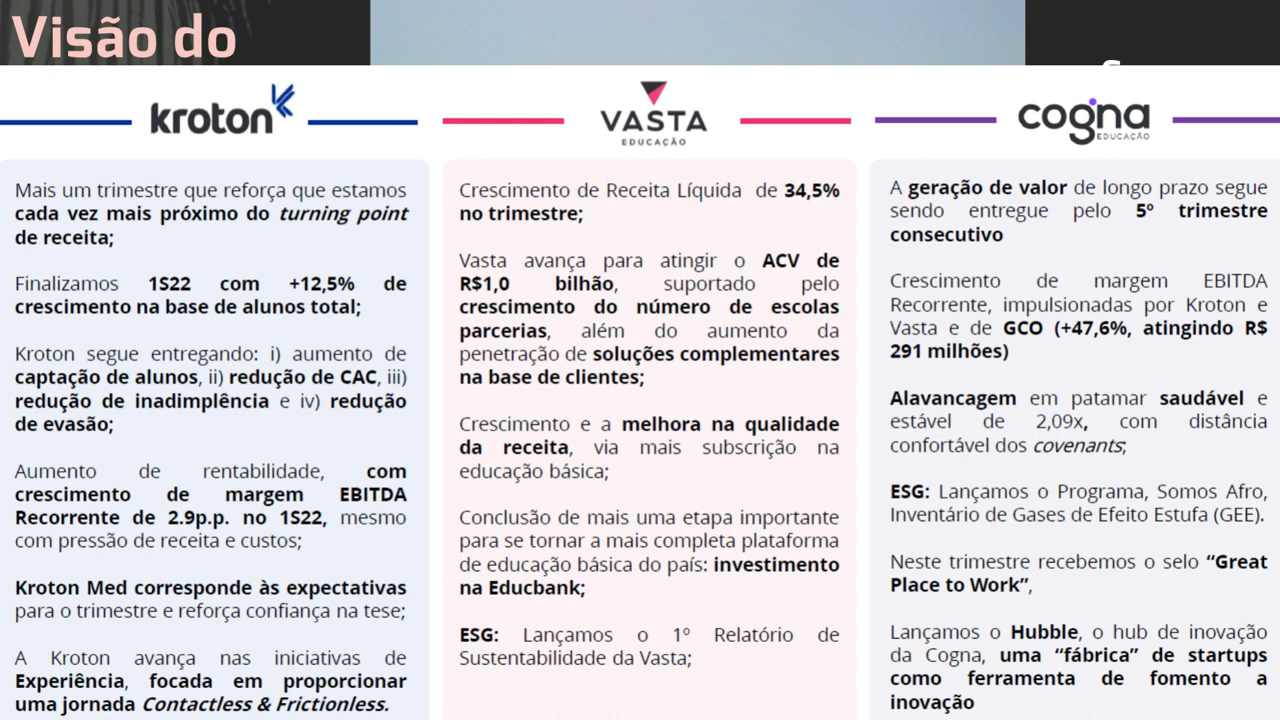 Visão do
kroton
Mais um trimestre que reforça que estamos
cada vez mais próximo do turning point
de receita;
Finalizamos 1S22 com +12,5% de
crescimento na base de alunos total;
Kroton segue entregando: i) aumento de
captação de alunos, ii) redução de CAC, iii)
redução de inadimplência e iv) redução
de evasão;
Aumento de rentabilidade, com
crescimento de margem EBITDA
Recorrente de 2.9p.p. no 1S22, mesmo
com pressão de receita e custos;
Kroton Med corresponde às expectativas
para o trimestre e reforça confiança na tese;
A Kroton avança nas iniciativas de
Experiência, focada em proporcionar
uma jornada Contactless & Frictionless.
VASTA
EDUCAÇÃO
Crescimento de Receita Líquida de 34,5%
no trimestre;
Vasta avança para atingir o ACV de
R$1,0 bilhão, suportado pelo
crescimento do número de escolas
parcerias, além do aumento da
penetração de soluções complementares
na base de clientes;
Crescimento e a melhora na qualidade
da receita, via mais subscrição na
educação básica;
Conclusão de mais uma etapa importante
para se tornar a mais completa plataforma
de educação básica do país: investimento
na Educbank;
ESG: Lançamos o 1º Relatório de
Sustentabilidade da Vasta;
cogna
EDUCAÇÃO
A geração de valor de longo prazo segue
sendo entregue pelo 5º trimestre
consecutivo
Crescimento de margem EBITDA
Recorrente, impulsionadas por Kroton e
Vasta e de GCO (+47,6%, atingindo R$
291 milhões)
Alavancagem em patamar saudável e
estável de 2,09x, com distância
confortável dos covenants;
ESG: Lançamos o Programa, Somos Afro,
Inventário de Gases de Efeito Estufa (GEE).
Neste trimestre recebemos o selo “Great
Place to Work”,
Lançamos o Hubble, o hub de inovação
da Cogna, uma “fábrica” de startups
como ferramenta de fomento a
inovação